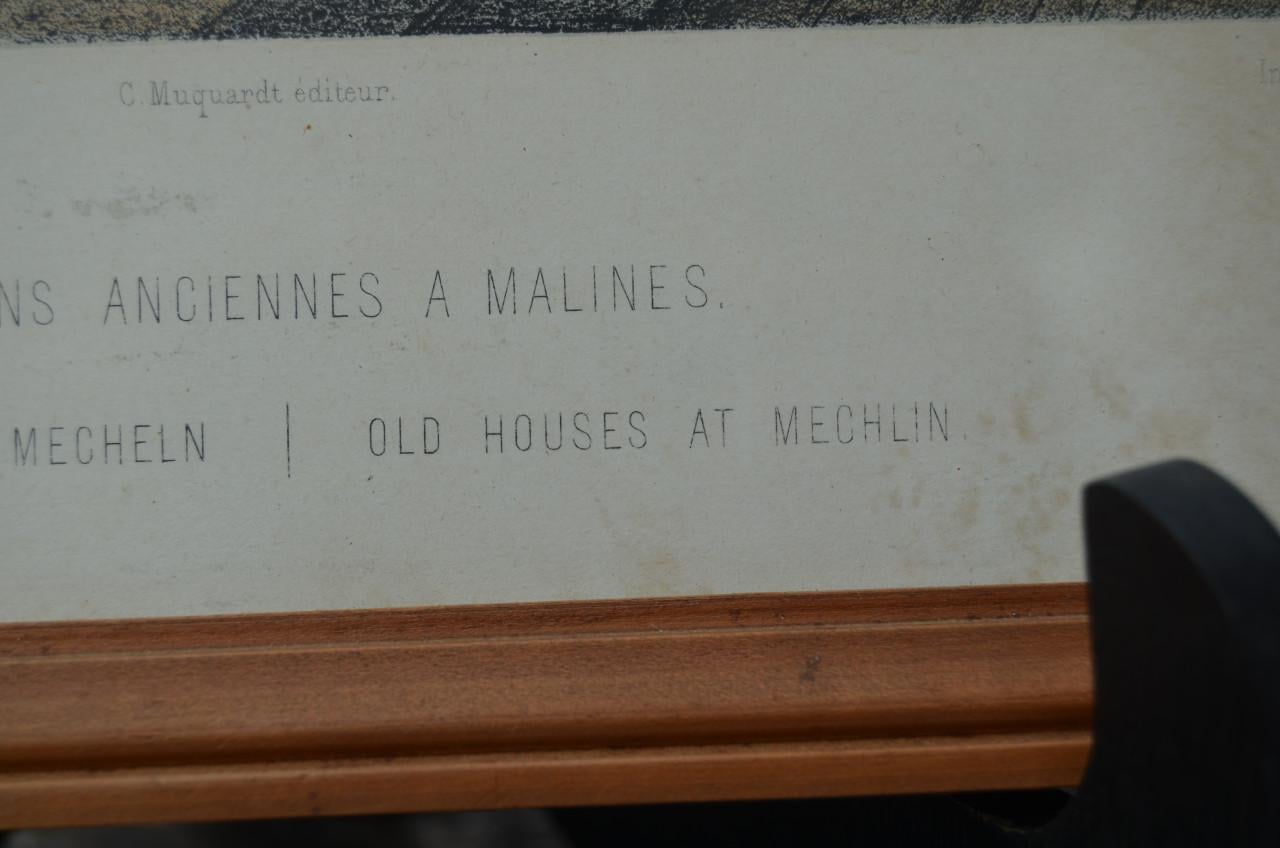 C. Muquardt éditeur.
NS ANCIENNES A MALINES.
MECHELN | OLD HOUSES AT MECHLIN.